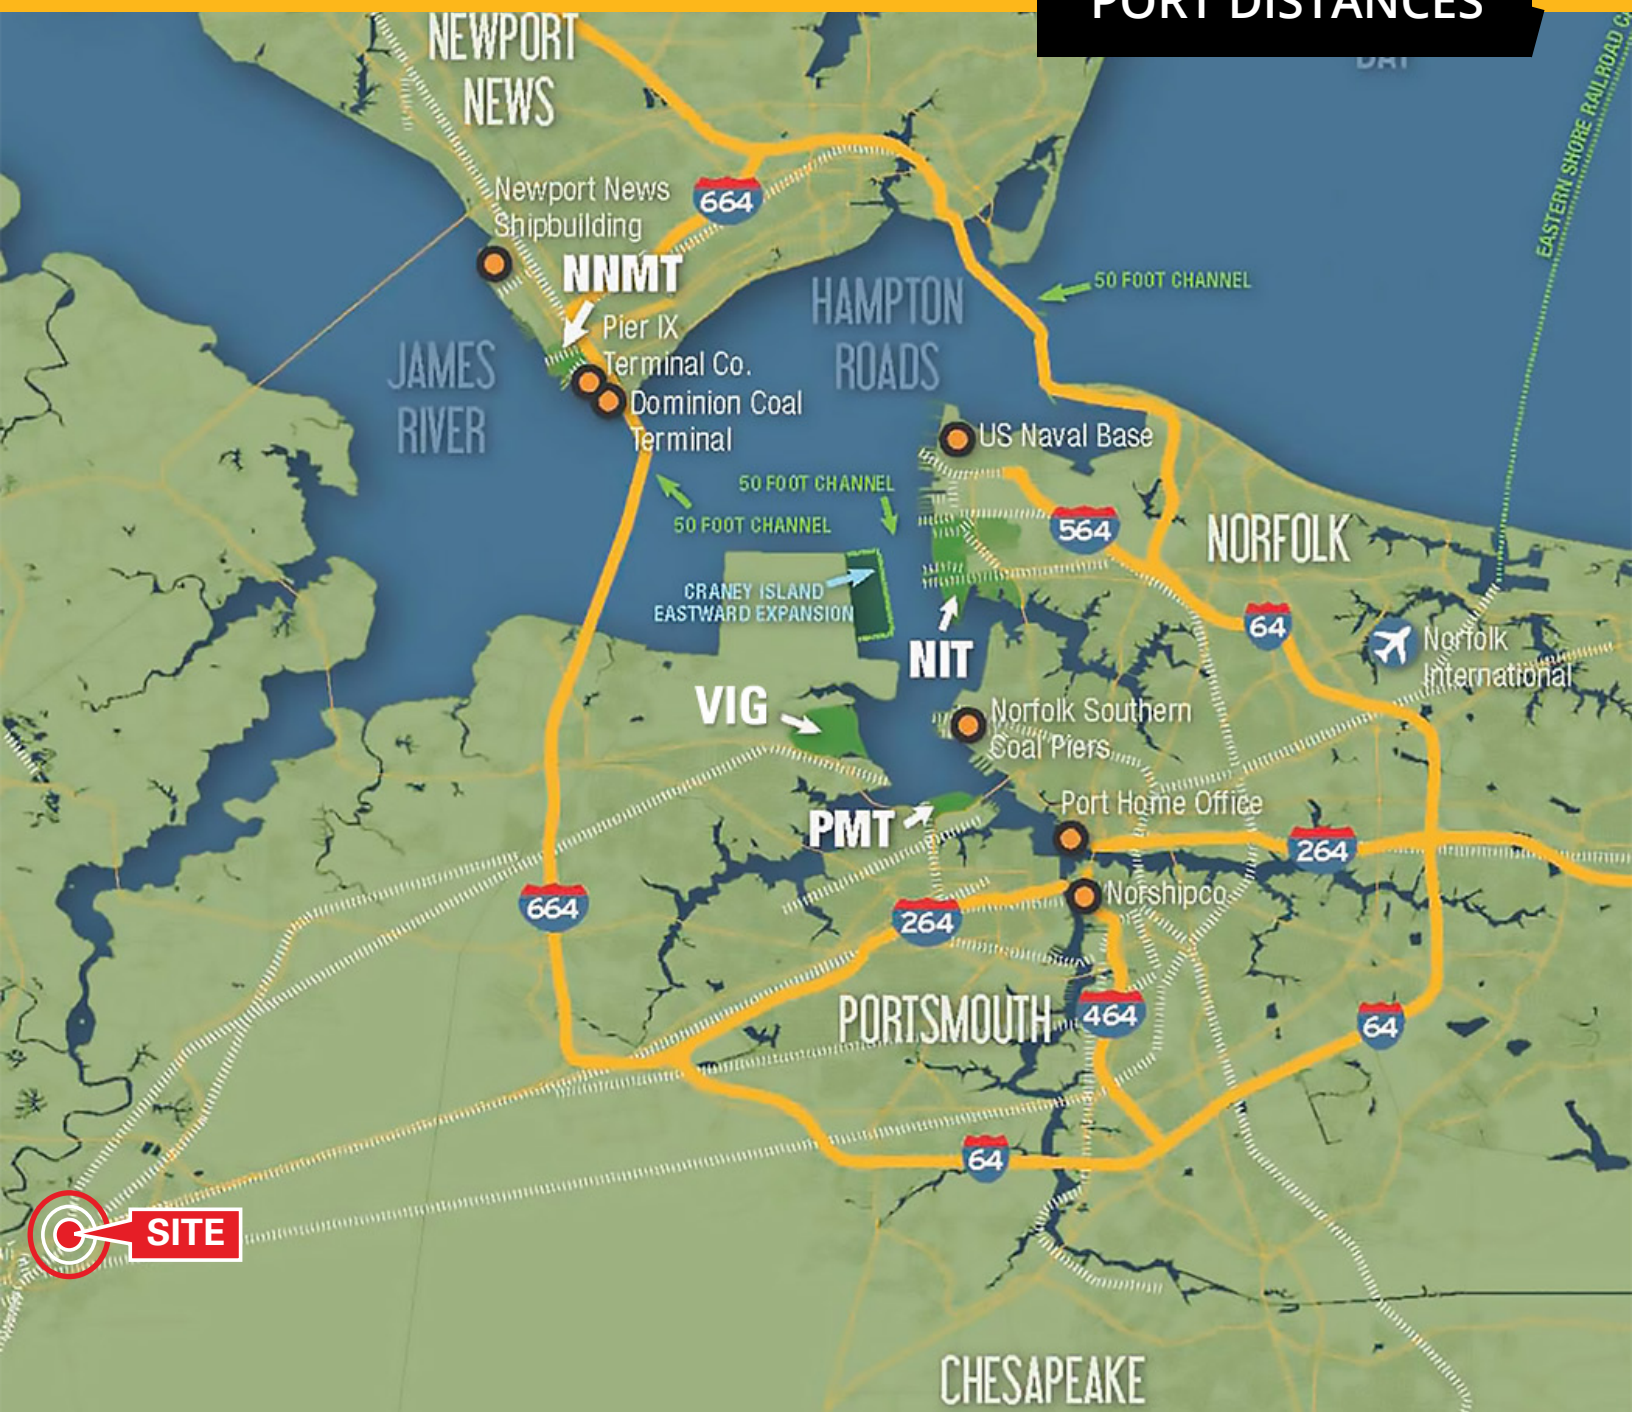 PORT DISTANCES
NEWPORT
NEWS
BAY
EASTERN SHORE RAILROAD
664
Newport News
Shipbuilding
NNMT
HAMPTON
ROADS
50 FOOT CHANNEL
Pier IX
Terminal Co.
JAMES
RIVER
Dominion Coal
Terminal
US Naval Base
50 FOOT CHANNEL
50 FOOT CHANNEL
564
NORFOLK
CRANEY ISLAND
EASTWARD EXPANSION
64
NIT
Norfolk
International
VIG
Norfolk Southern
Coal Piers
Port Home Office
PMT
264
664
264
Norshipco
PORTSMOUTH
464
64
64
SITE
CHESAPEAKE